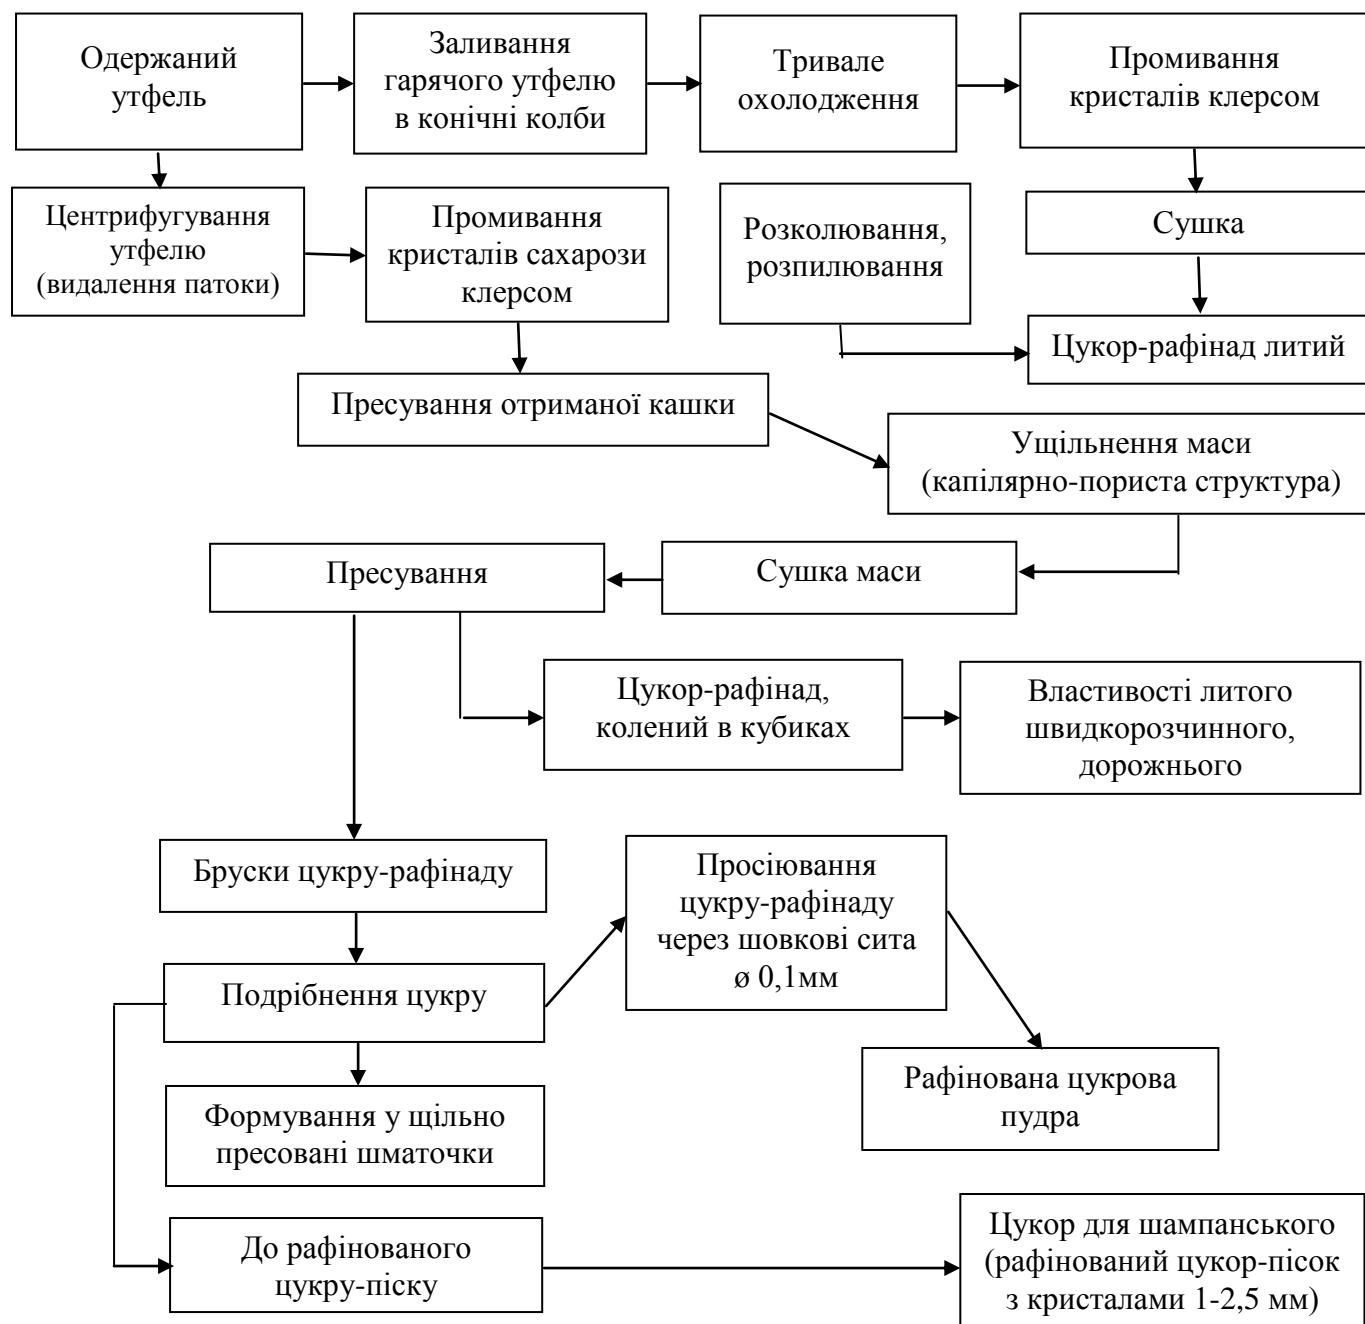 Одержаний
утфель
Заливання
гарячого утфелю
в конічні колби
Тривале
охолодження
Промивання
кристалів клерсом
Центрифугування
утфелю
(видалення патоки)
Промивання
кристалів сахарози
клерсом
Розколювання,
розпилювання
Сушка
Цукор-рафінад литий
Пресування отриманої кашки
Ущільнення маси
(капілярно-пориста структура)
Пресування
Сушка маси
Цукор-рафінад,
колений в кубиках
Властивості литого
швидкорозчинного,
дорожнього
Бруски цукру-рафінаду
Просіювання
цукру-рафінаду
через шовкові сита
ø 0,1мм
Подрібнення цукру
Рафінована цукрова
пудра
Формування у щільно
пресовані шматочки
До рафінованого
цукру-піску
Цукор для шампанського
(рафінований цукор-пісок
з кристалами 1-2,5 мм)